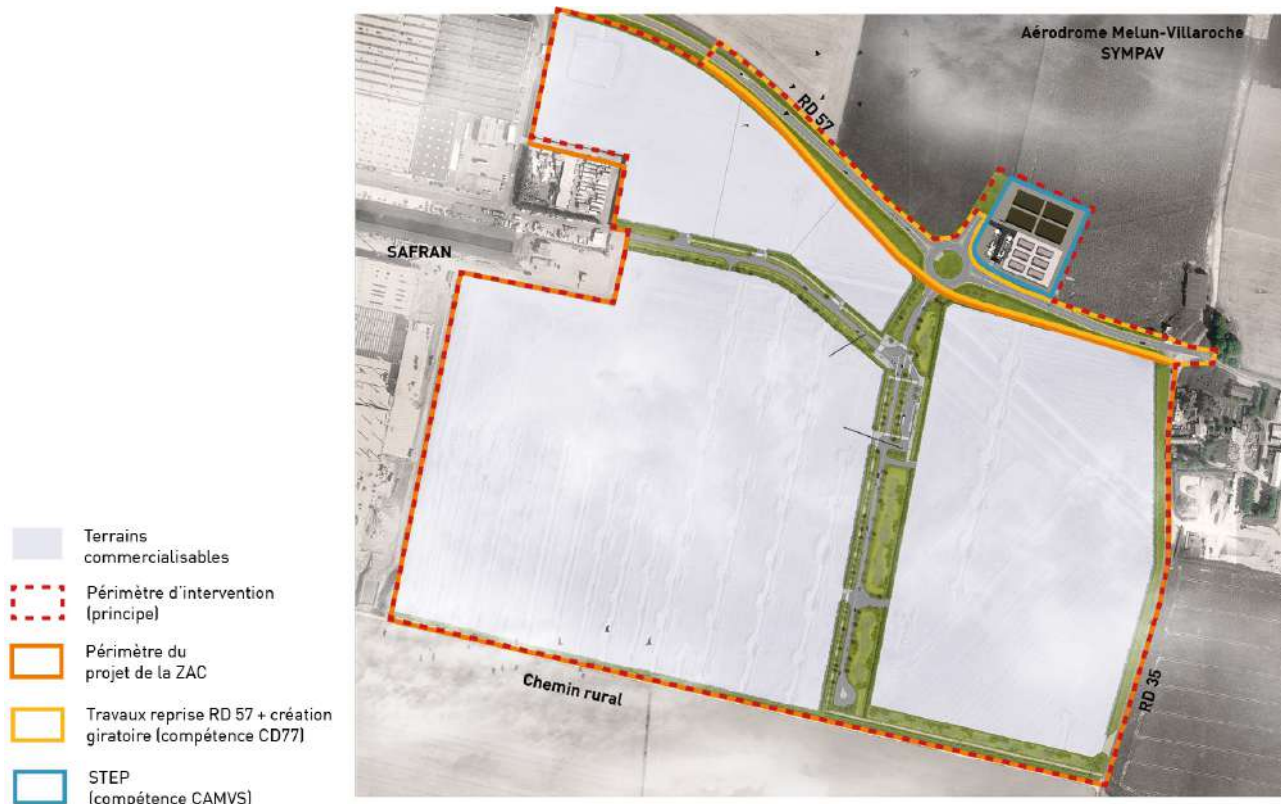 Aérodrome Melun-Villaroche
SYMPAV
RD 57
SAFRAN
Chemin rural
RD 35
Terrains
commercialisables
Périmètre d'intervention
(principe)
Périmètre du
projet de la ZAC
Travaux reprise RD 57 + création
giratoire (compétence CD77)
STEP
(compétence CAMVS)